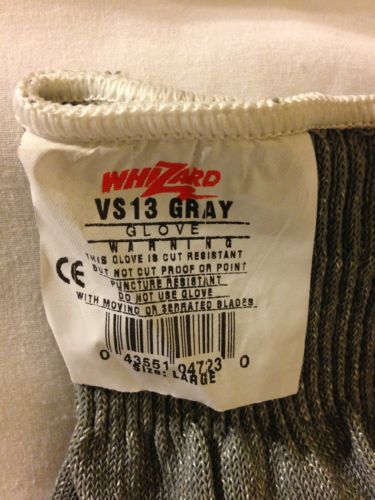 WHIZARD
VS13 GRAY
GLOVE
WARNING
THIS GLOVE IS CUT RESISTANT
BUT NOT CUT PROOF OR POINT
PUNCTURE RESISTANT
DO NOT USE GLOVE
WITH MOVING OR SERRATED BLADES
CE
0 43551 04723 0
SIZE: LARGE